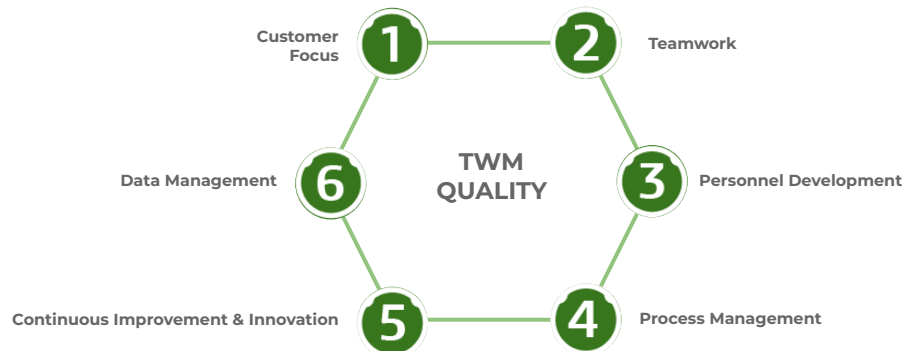 Customer
Focus
1
2
Teamwork
Data Management
6
TWM
QUALITY
3
Personnel Development
Continuous Improvement & Innovation
5
4
Process Management